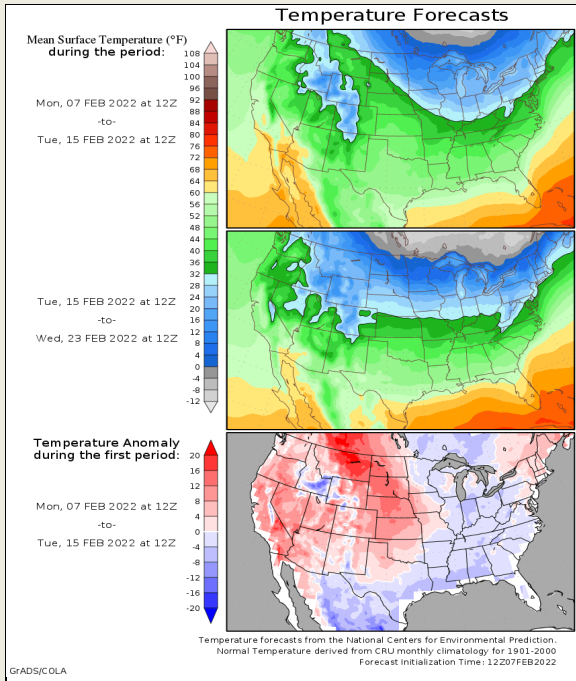 Temperature Forecasts
Mean Surface Temperature (°F)
during the period:
Mon, 07 FEB 2022 at 12Z
-to-
Tue, 15 FEB 2022 at 12Z
108
104
100
96
92
88
84
80
76
72
68
64
60
56
52
48
44
40
36
32
28
24
20
16
12
8
4
0
-4
-8
-12
Tue, 15 FEB 2022 at 12Z
-to-
Wed, 23 FEB 2022 at 12Z
Temperature Anomaly
during the first period:
Mon, 07 FEB 2022 at 12Z
-to-
Tue, 15 FEB 2022 at 12Z
20
16
12
8
4
0
-4
-8
-12
-16
-20
Temperature forecasts from the National Centers for Environmental Prediction.
Normal Temperature derived from CRU monthly climatology for 1901-2000
Forecast Initialization Time: 12Z07FEB2022
GrADS/COLA